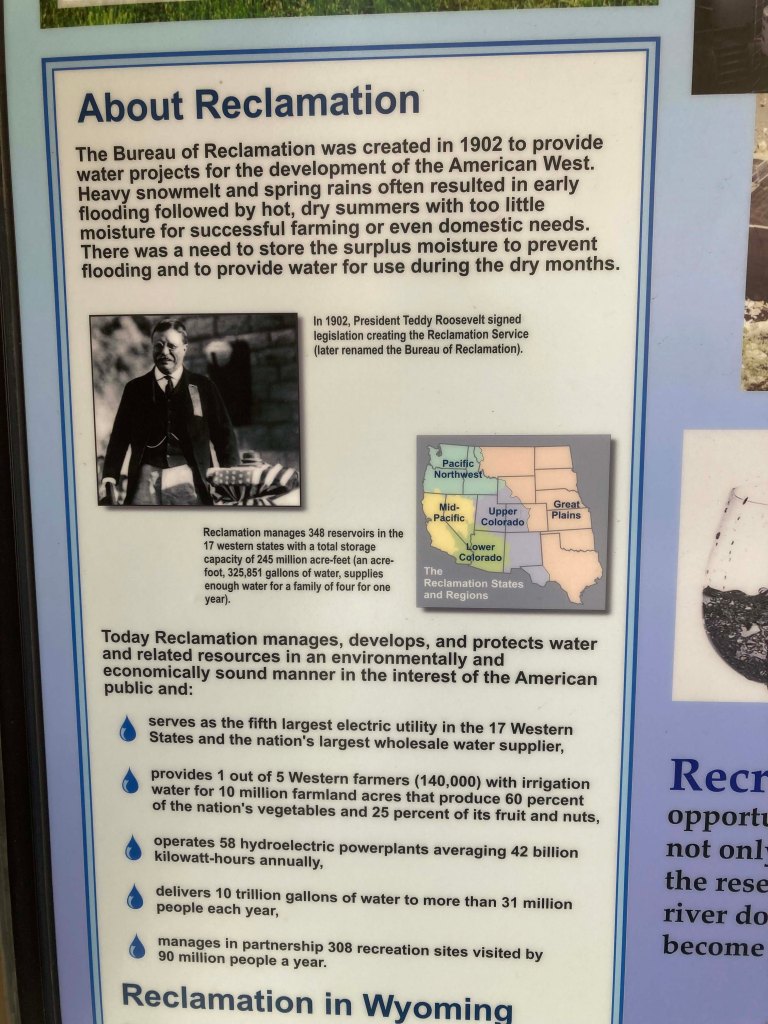 About Reclamation
The Bureau of Reclamation was created in 1902 to provide
water projects for the development of the American West.
Heavy snowmelt and spring rains often resulted in early
flooding followed by hot, dry summers with too little
moisture for successful farming or even domestic needs.
There was a need to store the surplus moisture to prevent
flooding and to provide water for use during the dry months.
In 1902, President Teddy Roosevelt signed
legislation creating the Reclamation Service
(later renamed the Bureau of Reclamation).
Pacific
Northwest
Mid-
Pacific
Upper
Colorado
Great
Plains
Lower
Colorado
The
Reclamation States
and Regions
Reclamation manages 348 reservoirs in the
17 western states with a total storage
capacity of 245 million acre-feet (an acre-
foot, 325,851 gallons of water, supplies
enough water for a family of four for one
year).
Today Reclamation manages, develops, and protects water
and related resources in an environmentally and
economically sound manner in the interest of the American
public and:
serves as the fifth largest electric utility in the 17 Western
States and the nation's largest wholesale water supplier,
provides 1 out of 5 Western farmers (140,000) with irrigation
water for 10 million farmland acres that produce 60 percent
of the nation's vegetables and 25 percent of its fruit and nuts,
operates 58 hydroelectric powerplants averaging 42 billion
kilowatt-hours annually,
delivers 10 trillion gallons of water to more than 31 million
people each year,
manages in partnership 308 recreation sites visited by
90 million people a year.
Reclamation in Wyoming
Recr
opportu
not only
the rese
river do
become